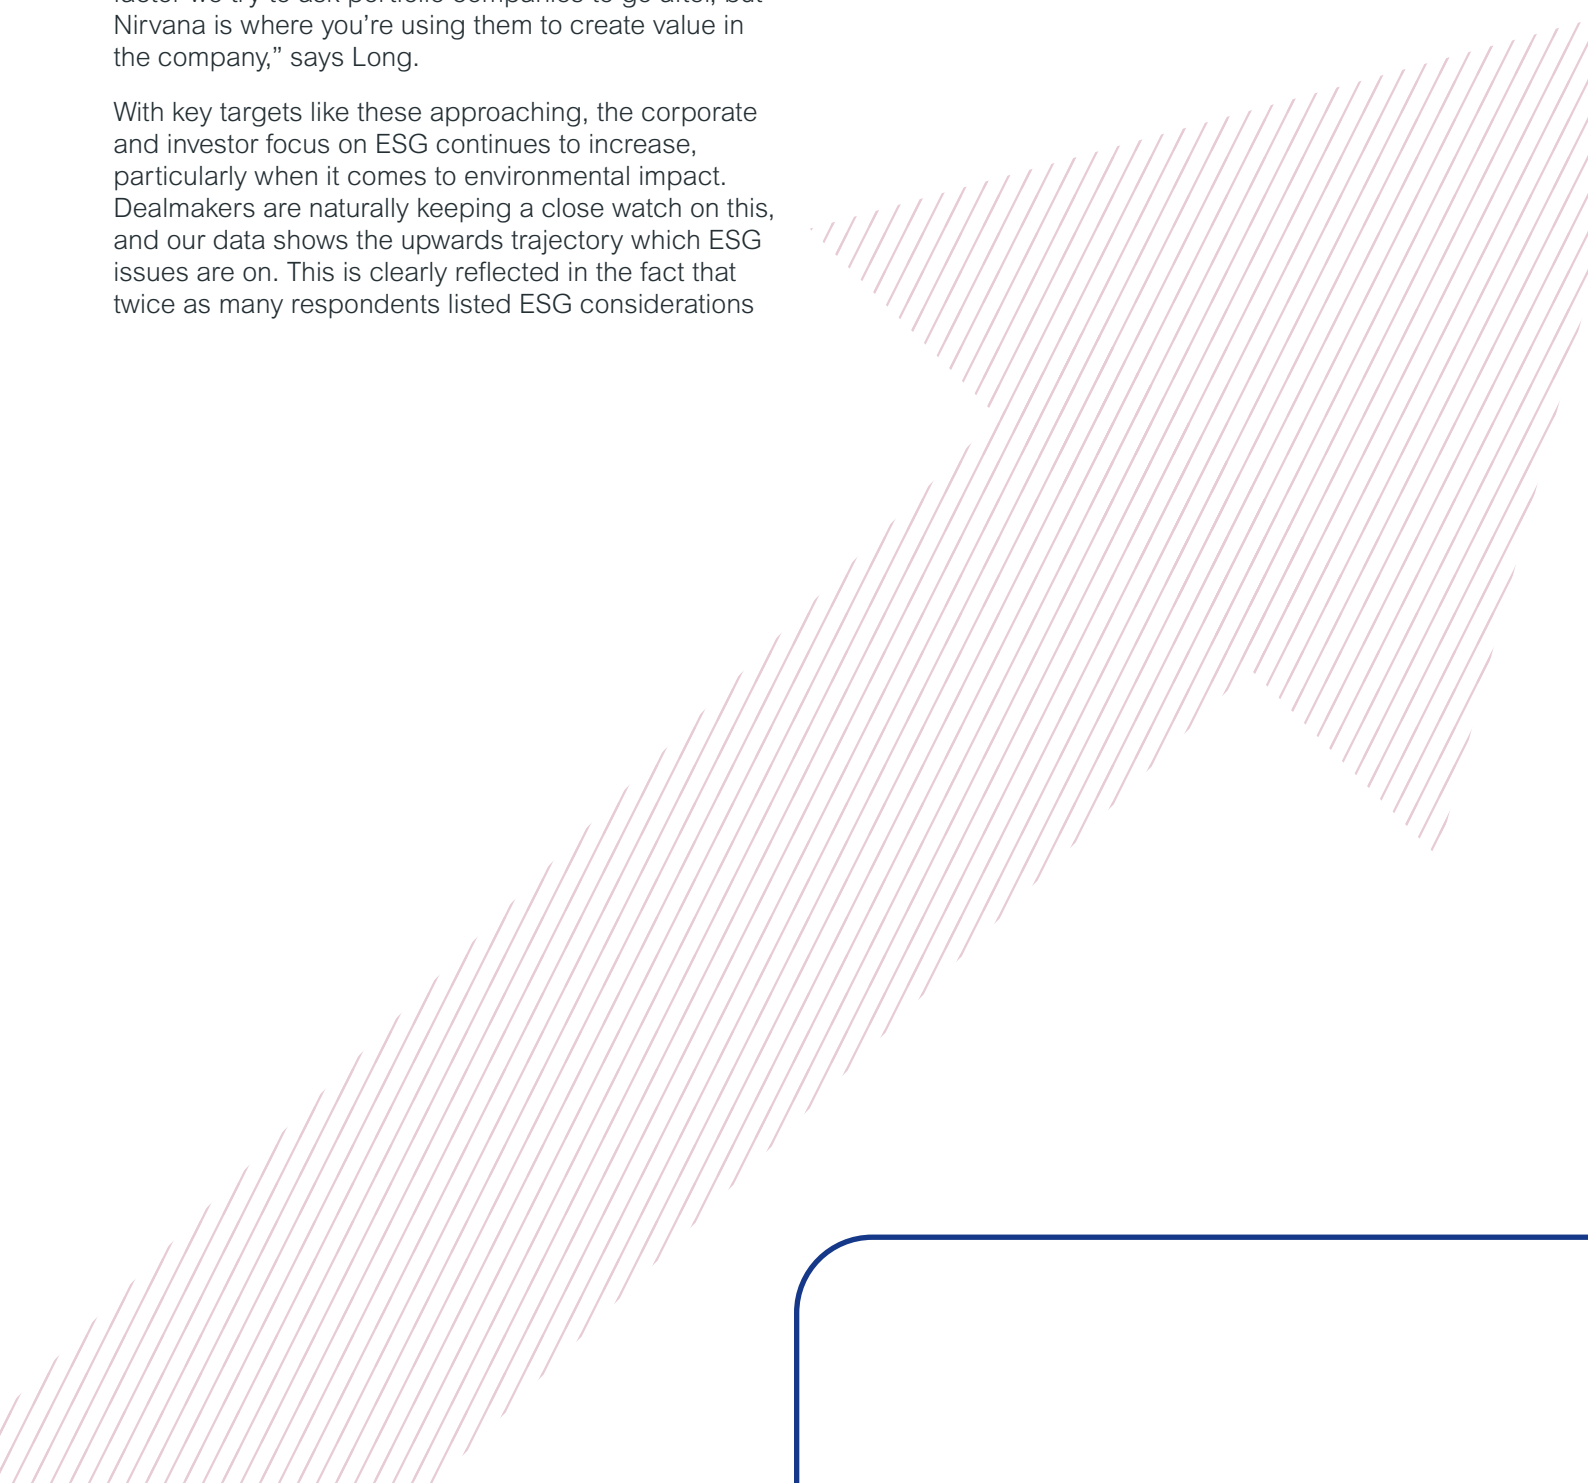 Nirvana is where you’re using them to create value in
the company,” says Long.
With key targets like these approaching, the corporate
and investor focus on ESG continues to increase,
particularly when it comes to environmental impact.
Dealmakers are naturally keeping a close watch on this,
and our data shows the upwards trajectory which ESG
issues are on. This is clearly reflected in the fact that
twice as many respondents listed ESG considerations